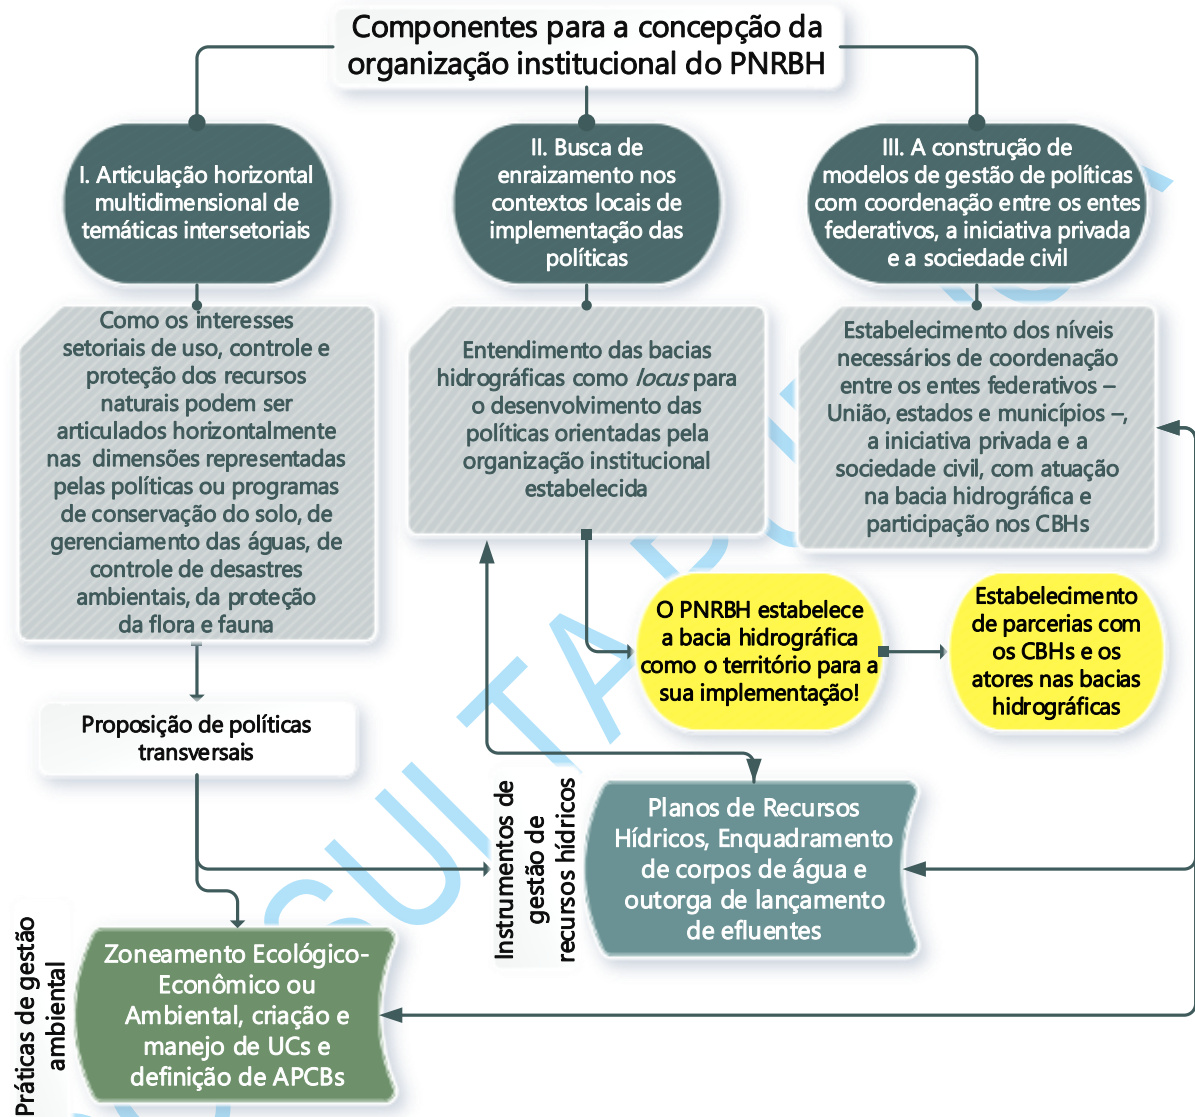 Componentes para a concepção da
organização institucional do PNRBH
I. Articulação horizontal
multidimensional de
temáticas intersetoriais
II. Busca de
enraizamento nos
contextos locais de
implementação das
políticas
III. A construção de
modelos de gestão de políticas
com coordenação entre os entes
federativos, a iniciativa privada
e a sociedade civil
Como os interesses
setoriais de uso, controle e
proteção dos recursos
naturais podem ser
articulados horizontalmente
nas dimensões representadas
pelas políticas ou programas
de conservação do solo, de
gerenciamento das águas, de
controle de desastres
ambientais, da proteção
da flora e fauna
Entendimento das bacias
hidrográficas como locus para
o desenvolvimento das
políticas orientadas pela
organização institucional
estabelecida
Estabelecimento dos níveis
necessários de coordenação
entre os entes federativos –
União, estados e municípios –,
a iniciativa privada e a
sociedade civil, com atuação
na bacia hidrográfica e
participação nos CBHs
O PNRBH estabelece
a bacia hidrográfica
como o território para a
sua implementação!
Estabelecimento
de parcerias com
os CBHs e os
atores nas bacias
hidrográficas
Proposição de políticas
transversais
Instrumentos de
gestão de
recursos hídricos
Planos de Recursos
Hídricos, Enquadramento
de corpos de água e
outorga de lançamento
de efluentes
Práticas de gestão
ambiental
Zoneamento Ecológico-
Econômico ou
Ambiental, criação e
manejo de UCs e
definição de APCBs